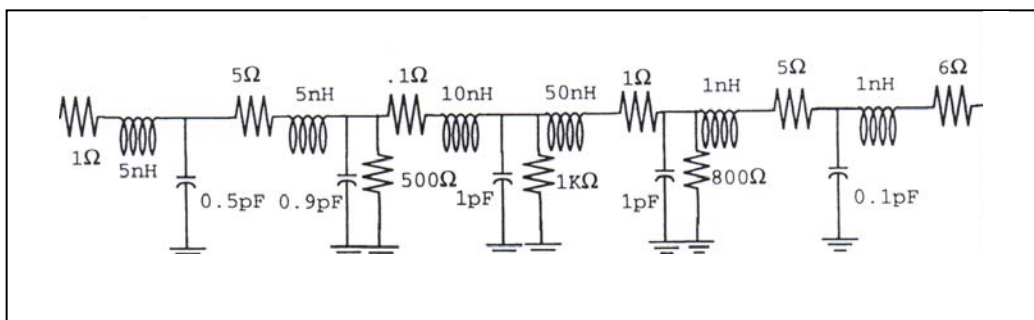 5Ω
5nH
.1Ω
10nH
50nH
1Ω
1nH
5Ω
1nH
6Ω
1Ω
5nH
0.5pF
0.9pF
500Ω
1pF
1KΩ
1pF
800Ω
0.1pF